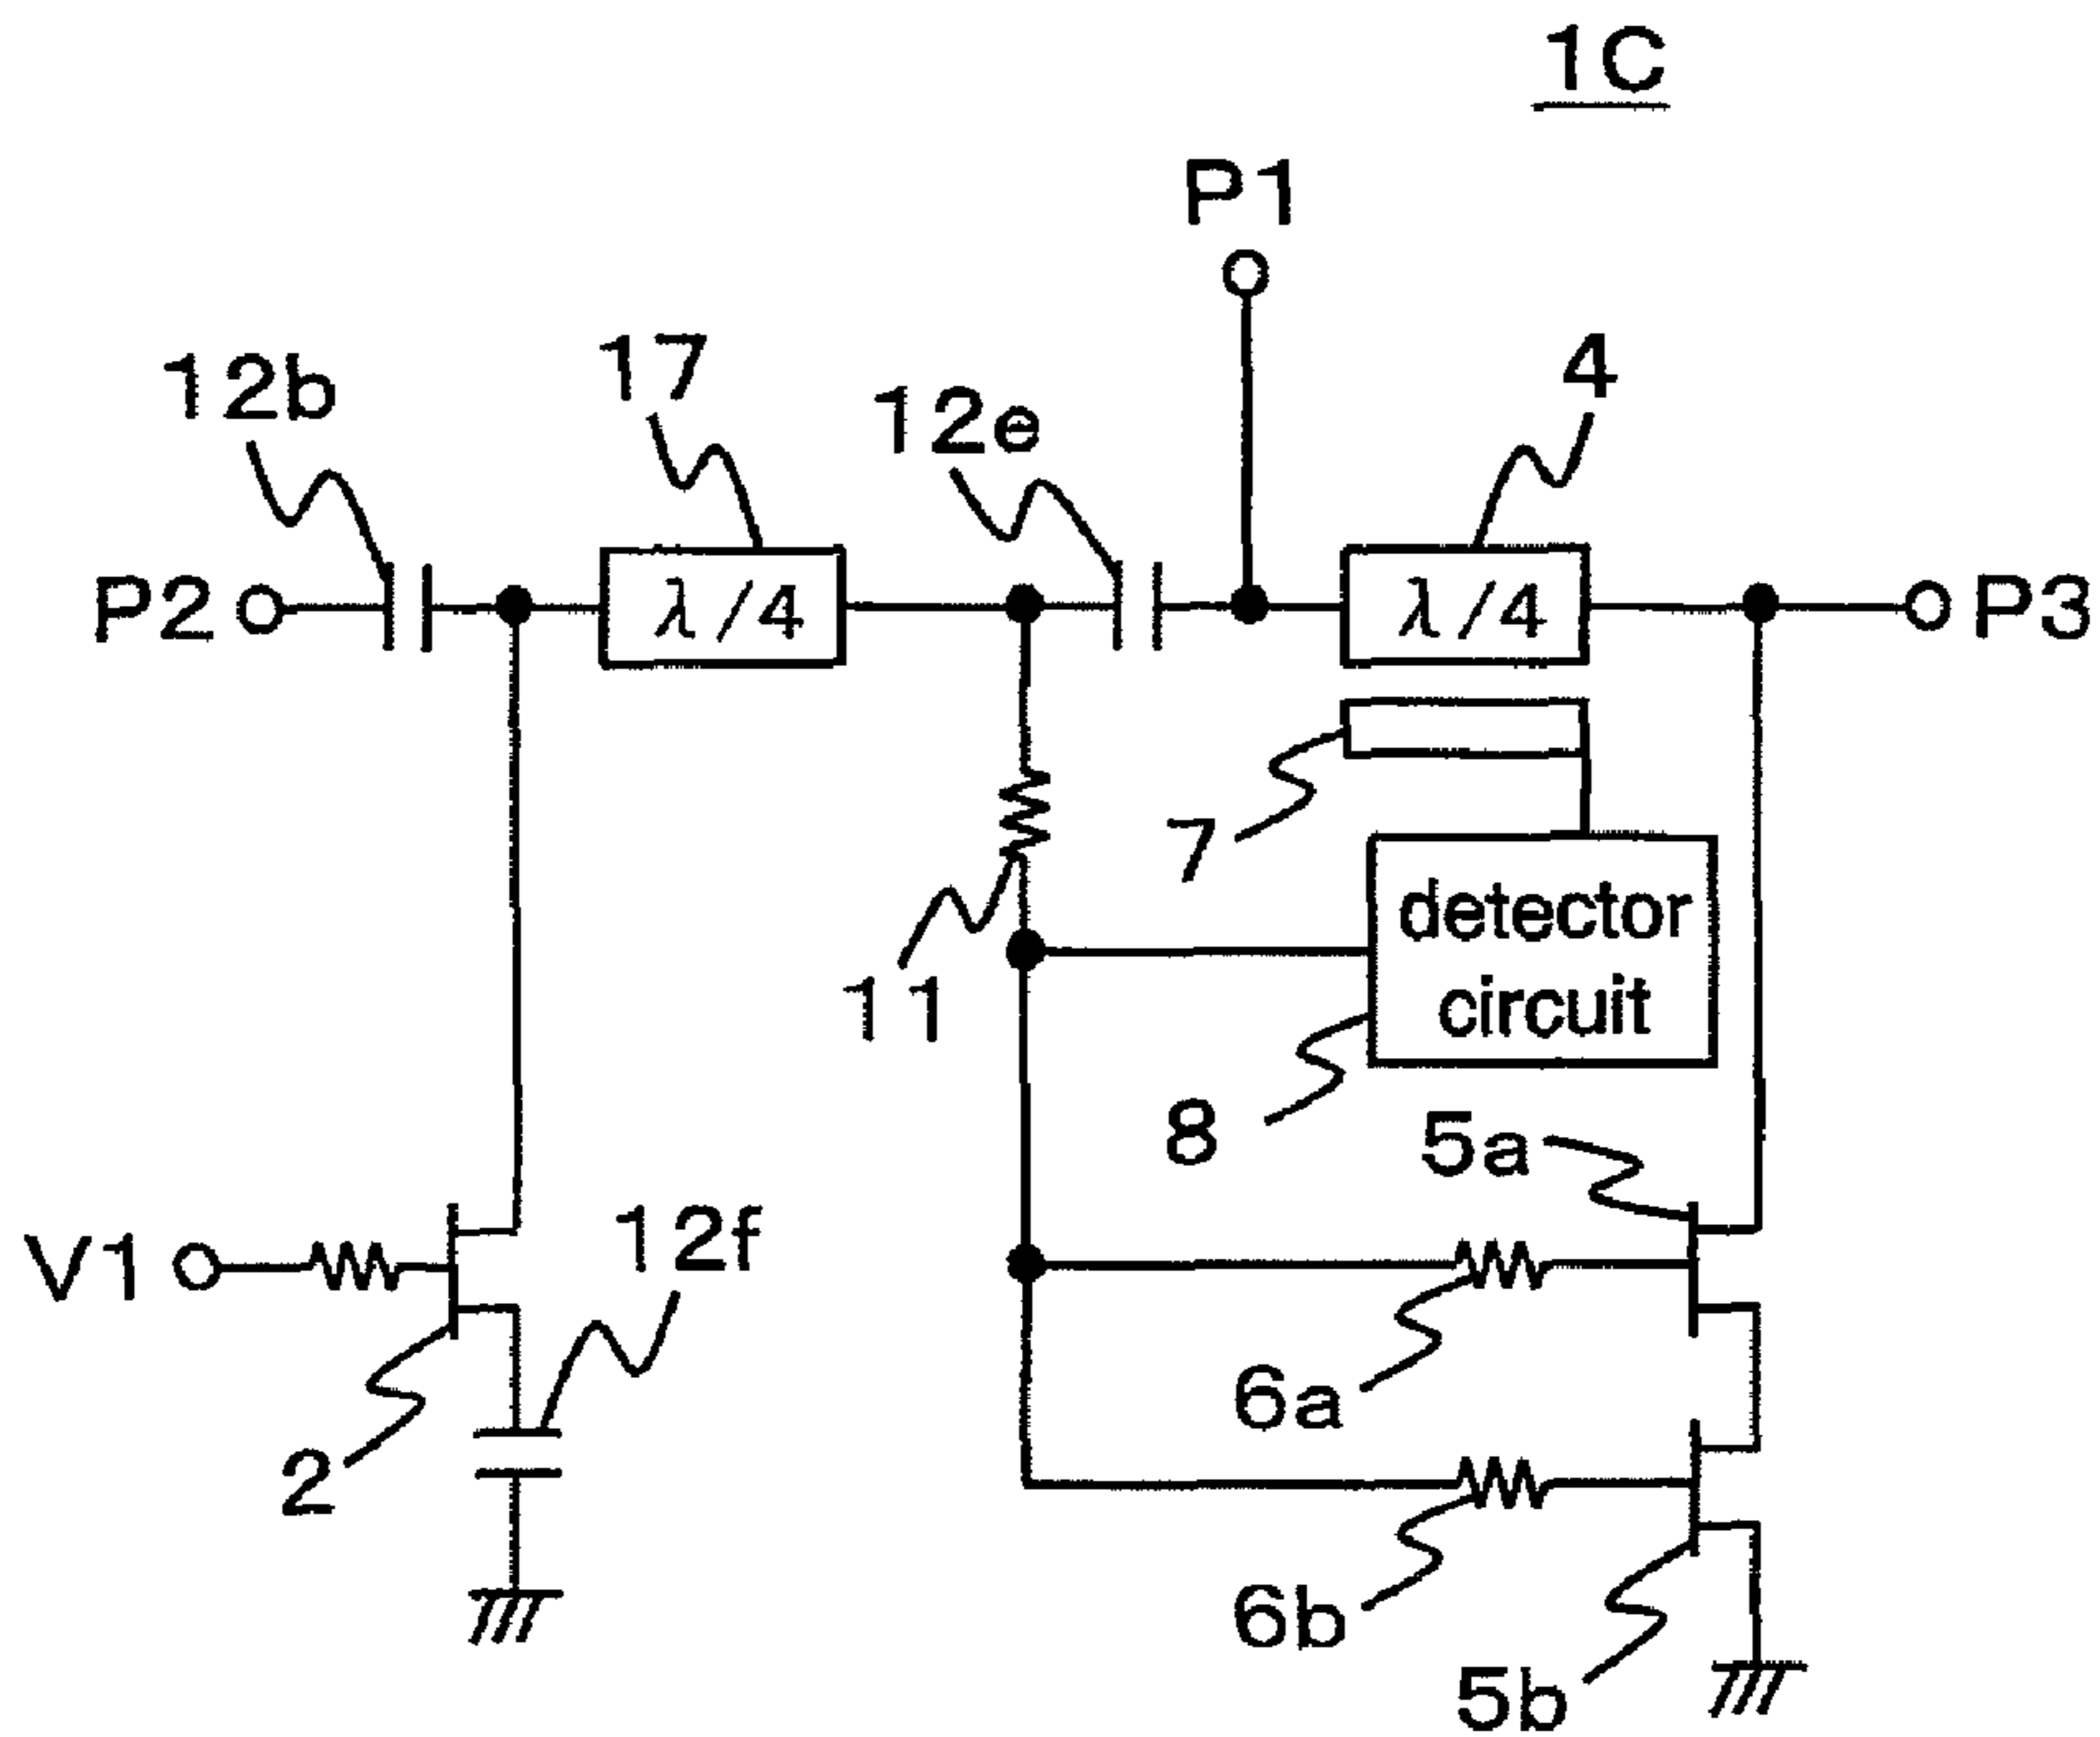 1C
P1
17
4
12b
12e
P2
λ/4
λ/4
P3
7
detector
circuit
11
8
5a
V1
12f
6a
2
6b
5b